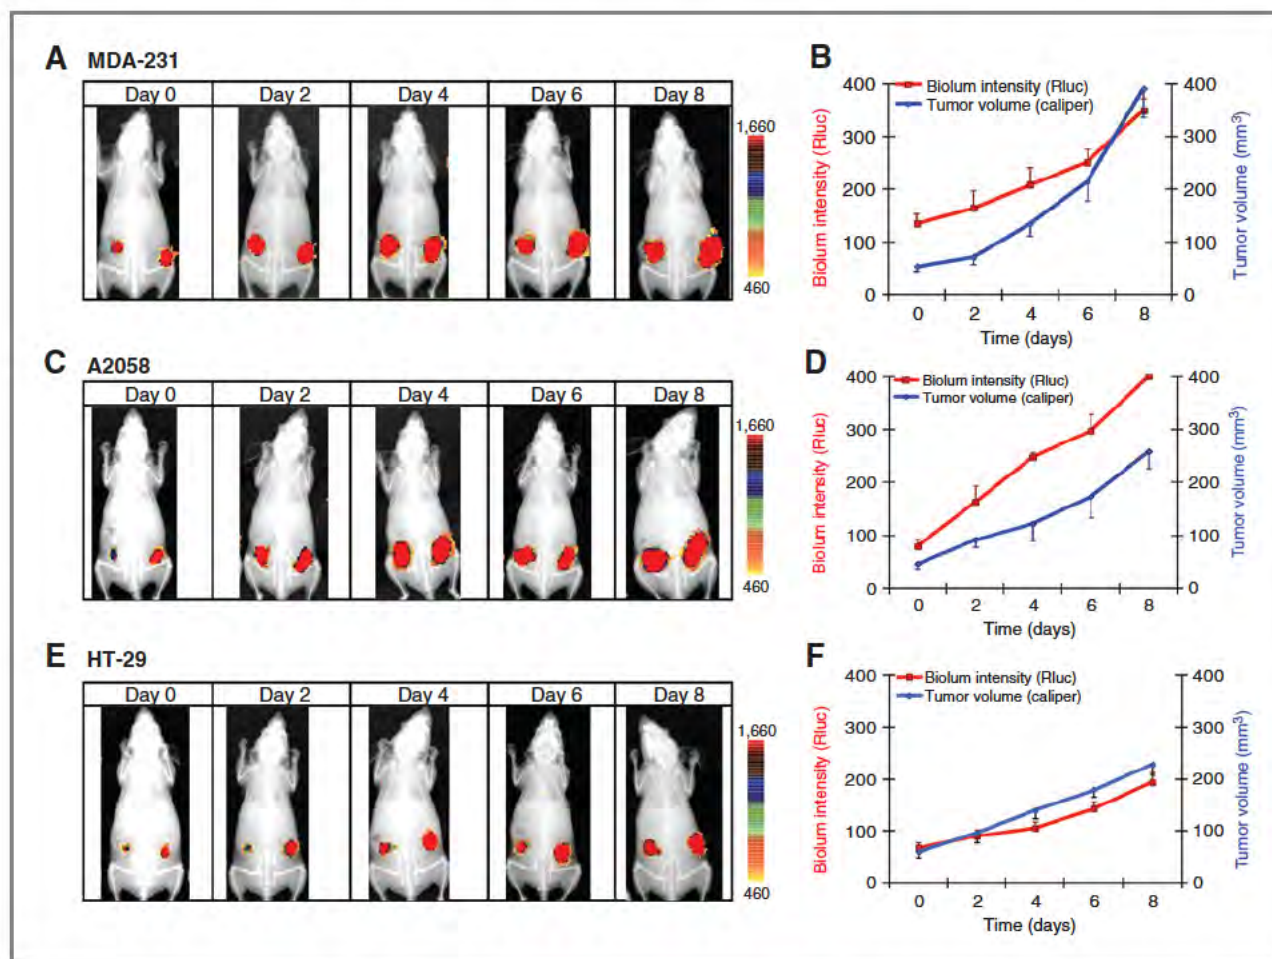 A MDA-231
Day 0 Day 2 Day 4 Day 6 Day 8
1,660
460
B
Biolum intensity (Rluc)
Tumor volume (caliper)
400 400
300 300
200 200
100 100
0 0
0 2 4 6 8
Time (days)
Biolum intensity (Rluc)
Tumor volume (mm³)
C A2058
Day 0 Day 2 Day 4 Day 6 Day 8
1,660
460
D
Biolum intensity (Rluc)
Tumor volume (caliper)
400 400
300 300
200 200
100 100
0 0
0 2 4 6 8
Time (days)
Biolum intensity (Rluc)
Tumor volume (mm³)
E HT-29
Day 0 Day 2 Day 4 Day 6 Day 8
1,660
460
F
Biolum intensity (Rluc)
Tumor volume (caliper)
400 400
300 300
200 200
100 100
0 0
0 2 4 6 8
Time (days)
Biolum intensity (Rluc)
Tumor volume (mm³)